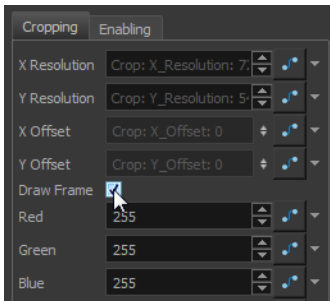 Cropping Enabling
X Resolution Crop: X_Resolution: 7
Y Resolution Crop: Y_Resolution: 5
X Offset Crop: X_Offset: 0
Y Offset Crop: Y_Offset: 0
Draw Frame
Red 255
Green 255
Blue 255